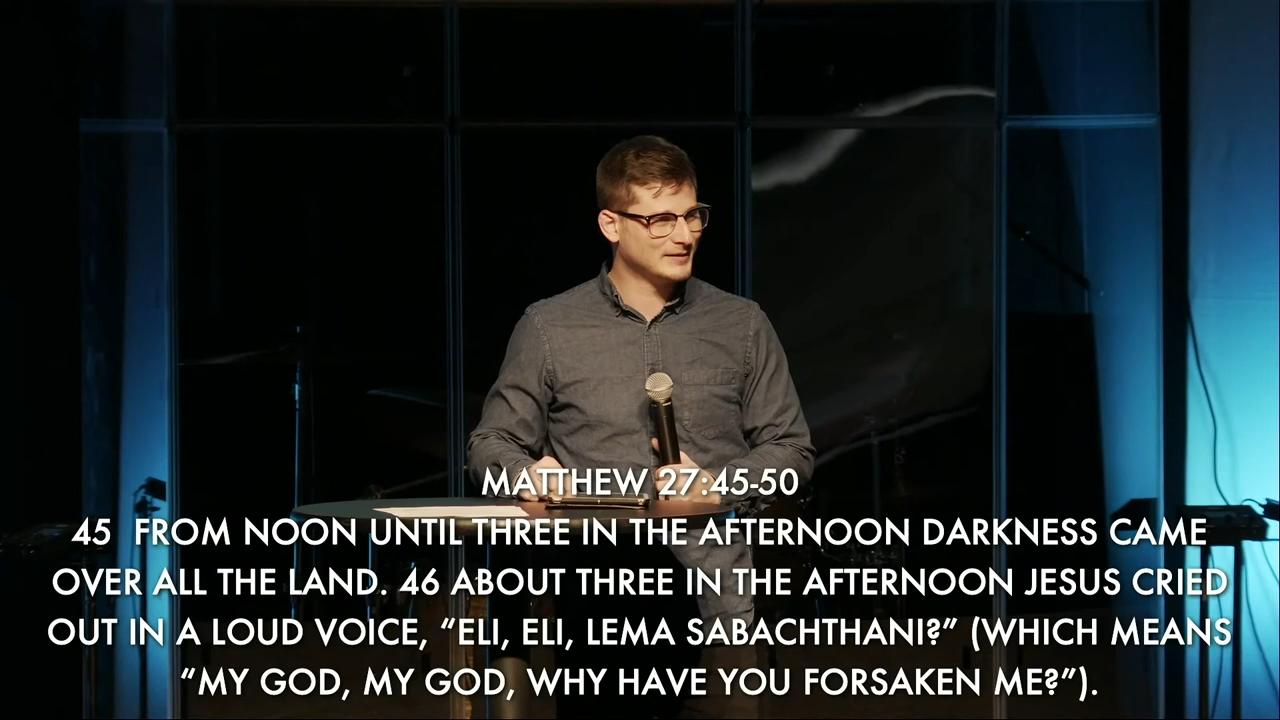 MATTHEW 27:45-50
45 FROM NOON UNTIL THREE IN THE AFTERNOON DARKNESS CAME
OVER ALL THE LAND. 46 ABOUT THREE IN THE AFTERNOON JESUS CRIED
OUT IN A LOUD VOICE, “ELI, ELI, LEMA SABACHTHANI?” (WHICH MEANS
“MY GOD, MY GOD, WHY HAVE YOU FORSAKEN ME?”).